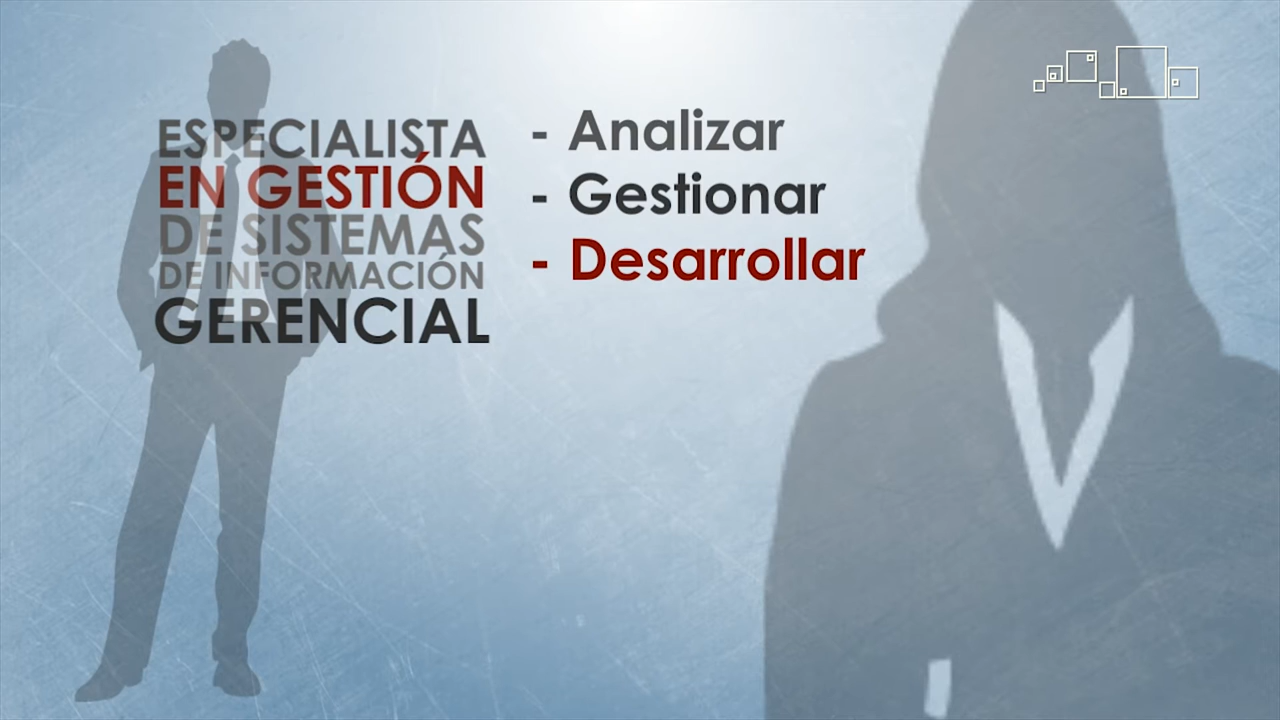 ESPECIALISTA
EN GESTIÓN
DE SISTEMAS
DE INFORMACIÓN
GERENCIAL
- Analizar
- Gestionar
- Desarrollar